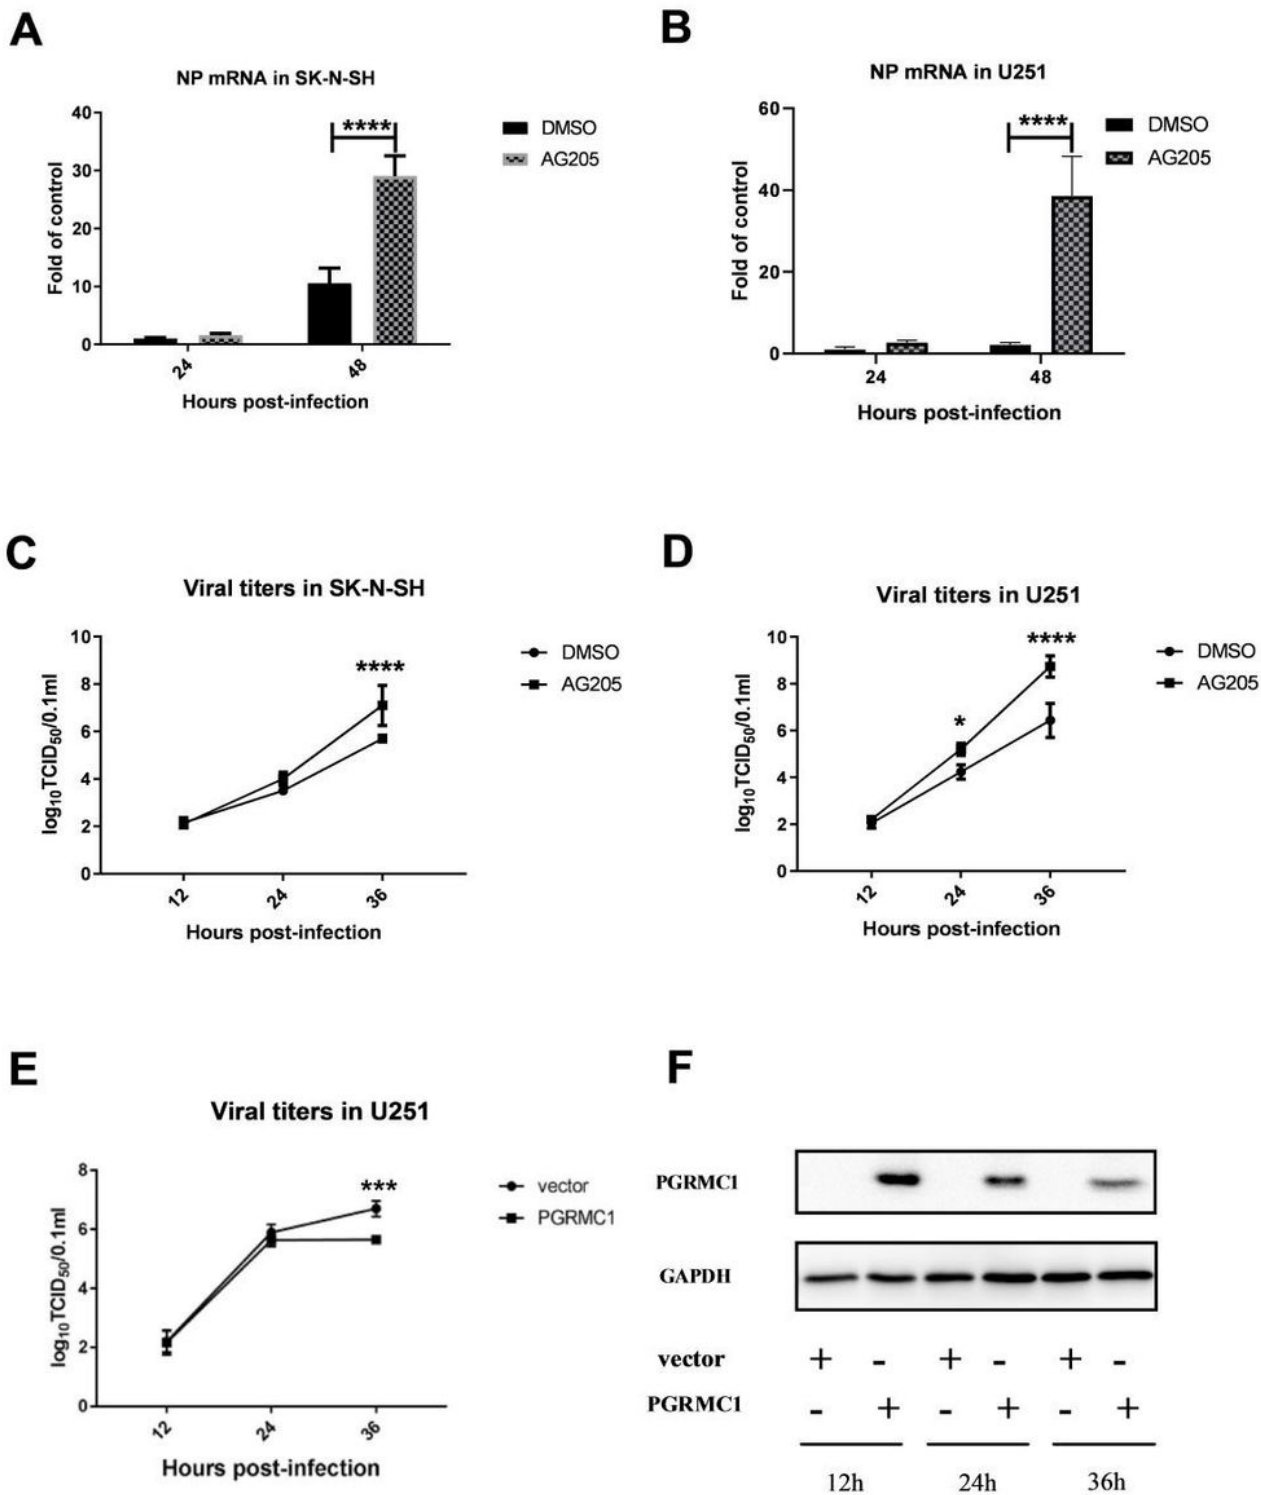 A
NP mRNA in SK-N-SH
40
30
20
10
0
Fold of control
****
DMSO
AG205
24
48
Hours post-infection
B
NP mRNA in U251
60
40
20
0
Fold of control
****
DMSO
AG205
24
48
Hours post-infection
C
Viral titers in SK-N-SH
10
8
6
4
2
0
log10TCID50/0.1ml
****
DMSO
AG205
12
24
36
Hours post-infection
D
Viral titers in U251
10
8
6
4
2
0
log10TCID50/0.1ml
*
****
DMSO
AG205
12
24
36
Hours post-infection
E
Viral titers in U251
8
6
4
2
0
log10TCID50/0.1ml
***
vector
PGRMC1
12
24
36
Hours post-infection
F
PGRMC1
GAPDH
vector + - + - + -
PGRMC1 - + - + - +
12h 24h 36h